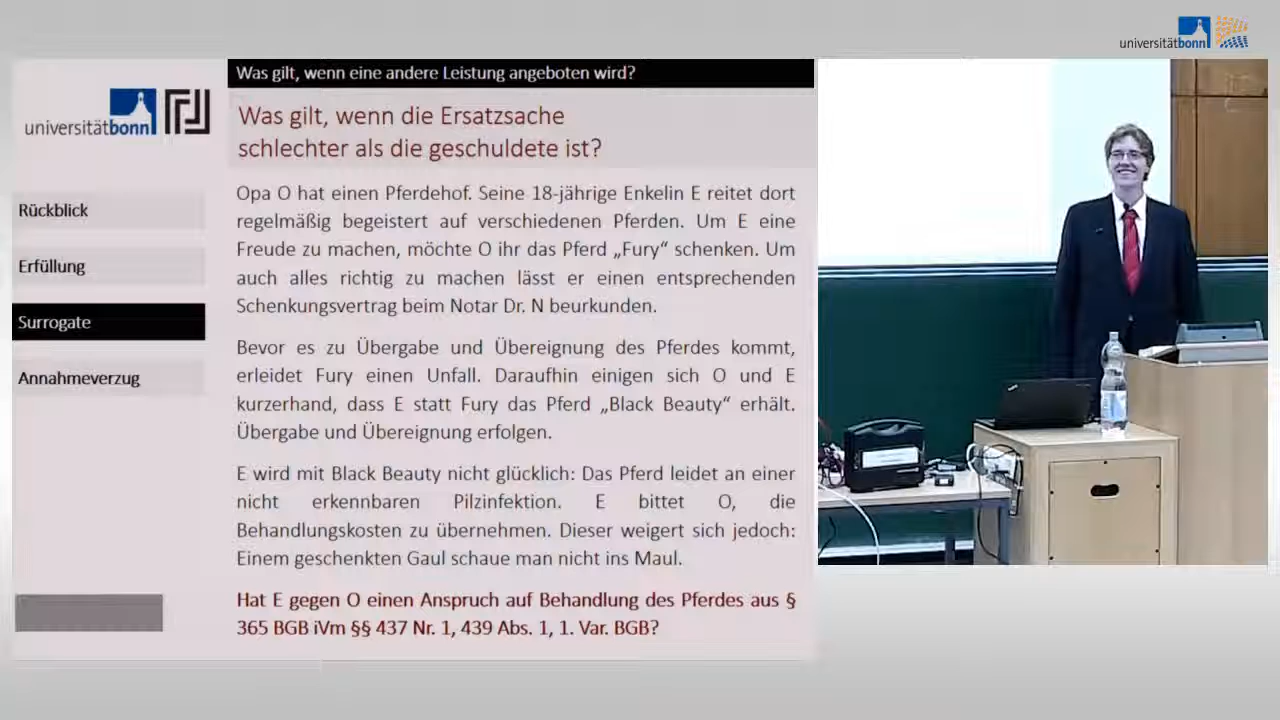 universitätbonn
Was gilt, wenn eine andere Leistung angeboten wird?
universitätbonn
Was gilt, wenn die Ersatzsache
schlechter als die geschuldete ist?
Rückblick
Erfüllung
Surrogate
Annahmeverzug
Opa O hat einen Pferdehof. Seine 18-jährige Enkelin E reitet dort
regelmäßig begeistert auf verschiedenen Pferden. Um E eine
Freude zu machen, möchte O ihr das Pferd „Fury“ schenken. Um
auch alles richtig zu machen lässt er einen entsprechenden
Schenkungsvertrag beim Notar Dr. N beurkunden.
Bevor es zu Übergabe und Übereignung des Pferdes kommt,
erleidet Fury einen Unfall. Daraufhin einigen sich O und E
kurzerhand, dass E statt Fury das Pferd „Black Beauty“ erhält.
Übergabe und Übereignung erfolgen.
E wird mit Black Beauty nicht glücklich: Das Pferd leidet an einer
nicht erkennbaren Pilzinfektion. E bittet O, die
Behandlungskosten zu übernehmen. Dieser weigert sich jedoch:
Einem geschenkten Gaul schaue man nicht ins Maul.
Hat E gegen O einen Anspruch auf Behandlung des Pferdes aus §
365 BGB iVm §§ 437 Nr. 1, 439 Abs. 1, 1. Var. BGB?